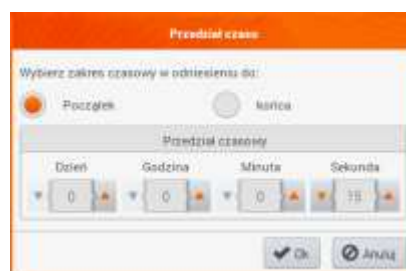 Przedział czasu
Wybierz zakres czasowy w odniesieniu do:
Początek końca
Przedział czasowy
Dzień Godzina Minuta Sekunda
0 0 0 15
Ok Anuluj